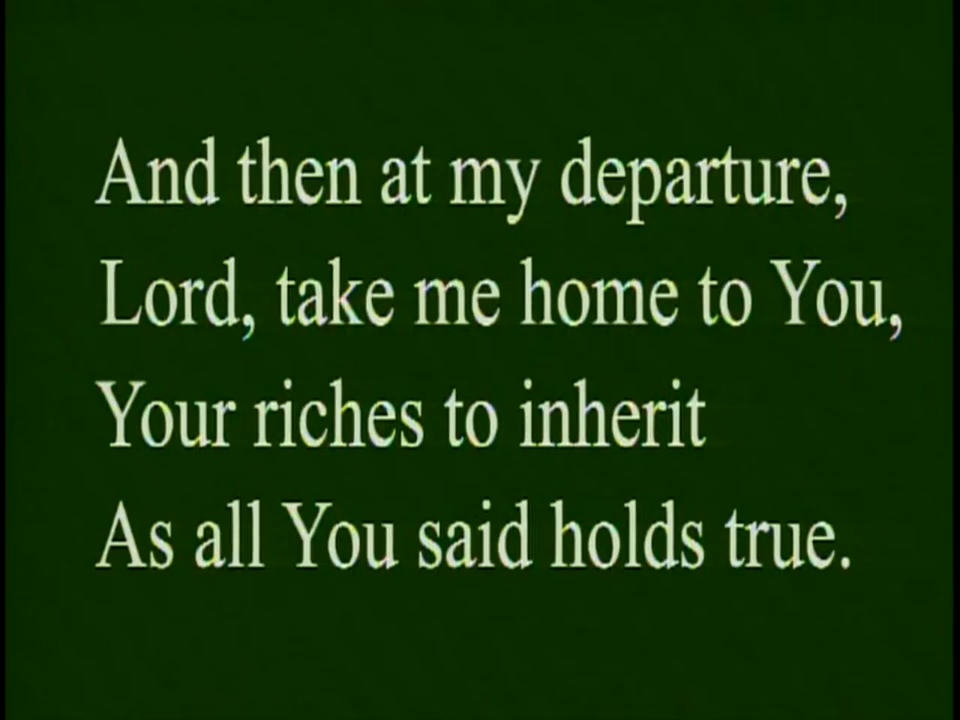 And then at my departure,
Lord, take me home to You,
Your riches to inherit
As all You said holds true.